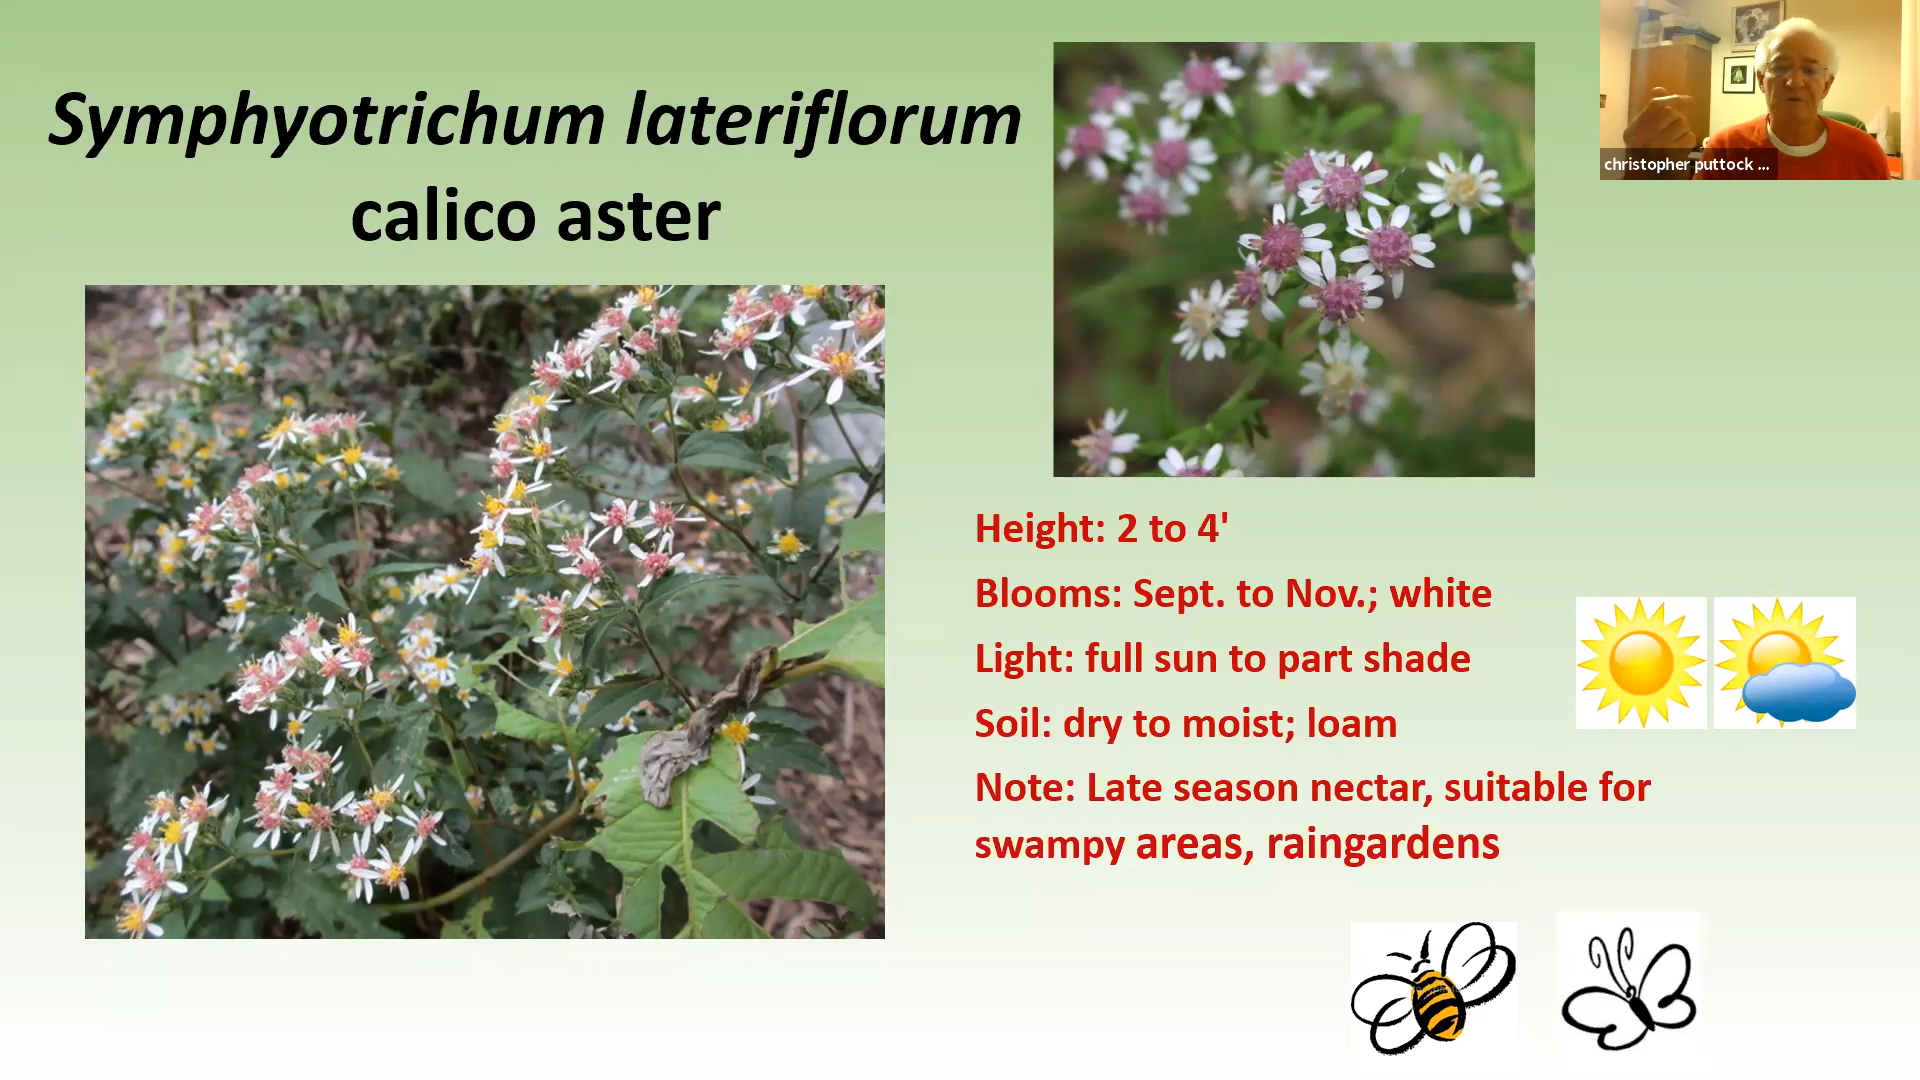 Symphyotrichum lateriflorum
calico aster
christopher puttock ...
Height: 2 to 4'
Blooms: Sept. to Nov.; white
Light: full sun to part shade
Soil: dry to moist; loam
Note: Late season nectar, suitable for
swampy areas, raingardens